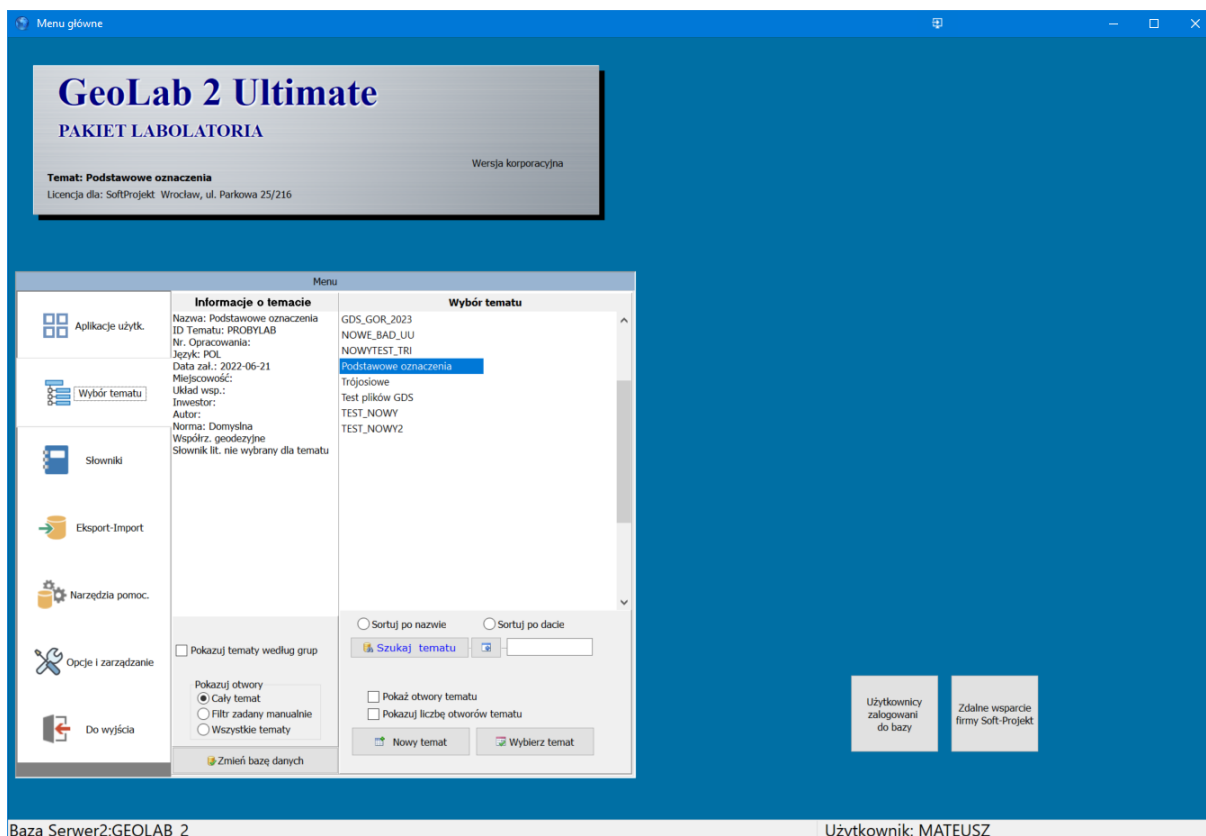 Menu główne
GeoLab 2 Ultimate
PAKIET LABOLATORIA
Wersja korporacyjna
Temat: Podstawowe oznaczenia
Licencja dla: SoftProjekt Wrocław, ul. Parkowa 25/216
Menu
Aplikacje użytk.
Wybór tematu
Słowniki
Eksport-Import
Narzędzia pomoc.
Opcje i zarządzanie
Do wyjścia
Informacje o temacie
Nazwa: Podstawowe oznaczenia
ID Tematu: PROBYLAB
Nr. Opracowania:
Język: POL
Data zał.: 2022-06-21
Miejscowość:
Układ wsp.:
Inwestor:
Autor:
Norma: Domyslna
Współrz. geodezyjne
Słownik lit. nie wybrany dla tematu
Pokazuj tematy według grup
Pokazuj otwory
Cały temat
Filtr zadany manualnie
Wszystkie tematy
Zmień bazę danych
Wybór tematu
GDS_GOR_2023
NOWE_BAD_UU
NOWYTEST_TRI
Podstawowe oznaczenia
Trójosiowe
Test plików GDS
TEST_NOWY
TEST_NOWY2
Sortuj po nazwie
Sortuj po dacie
Szukaj tematu
Pokaż otwory tematu
Pokazuj liczbę otworów tematu
Nowy temat
Wybierz temat
Użytkownicy
zalogowani
do bazy
Zdalne wsparcie
firmy Soft-Projekt
Baza Serwer2:GEOLAB_2
Użytkownik: MATEUSZ